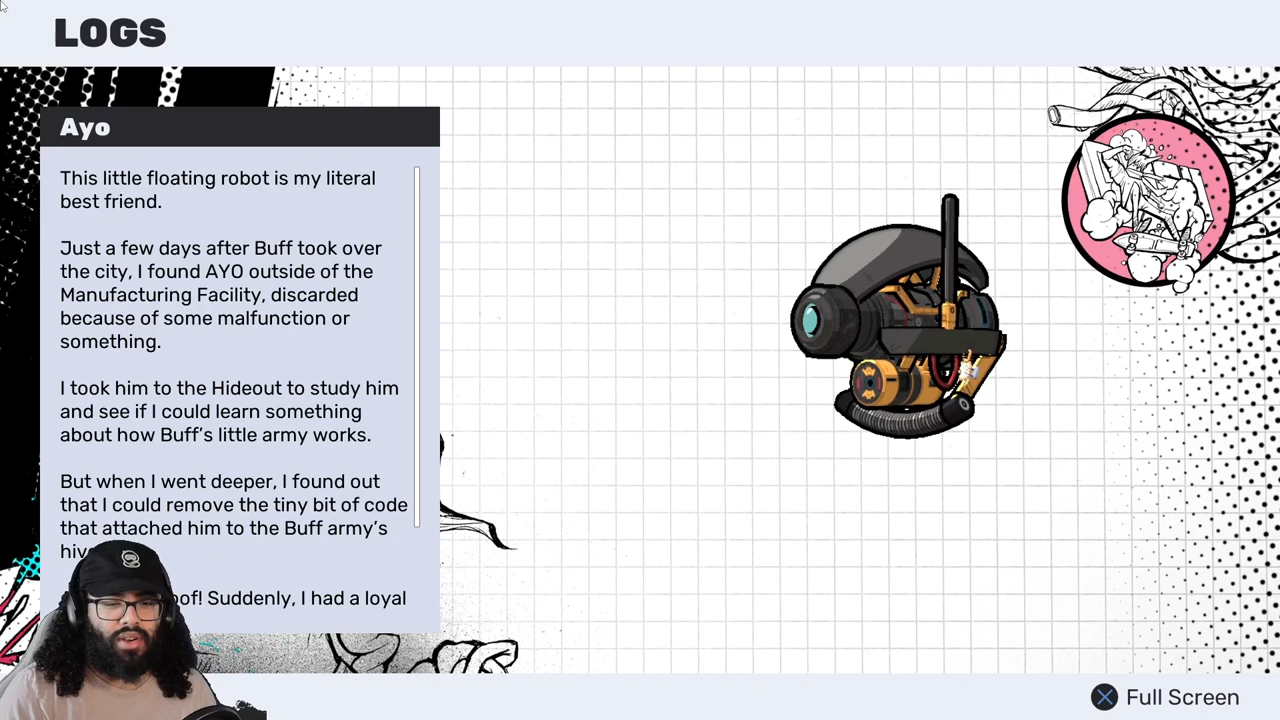 LOGS
Ayo
This little floating robot is my literal
best friend.
Just a few days after Buff took over
the city, I found AYO outside of the
Manufacturing Facility, discarded
because of some malfunction or
something.
I took him to the Hideout to study him
and see if I could learn something
about how Buff's little army works.
But when I went deeper, I found out
that I could remove the tiny bit of code
that attached him to the Buff army's
Suddenly, I had a loyal
Full Screen